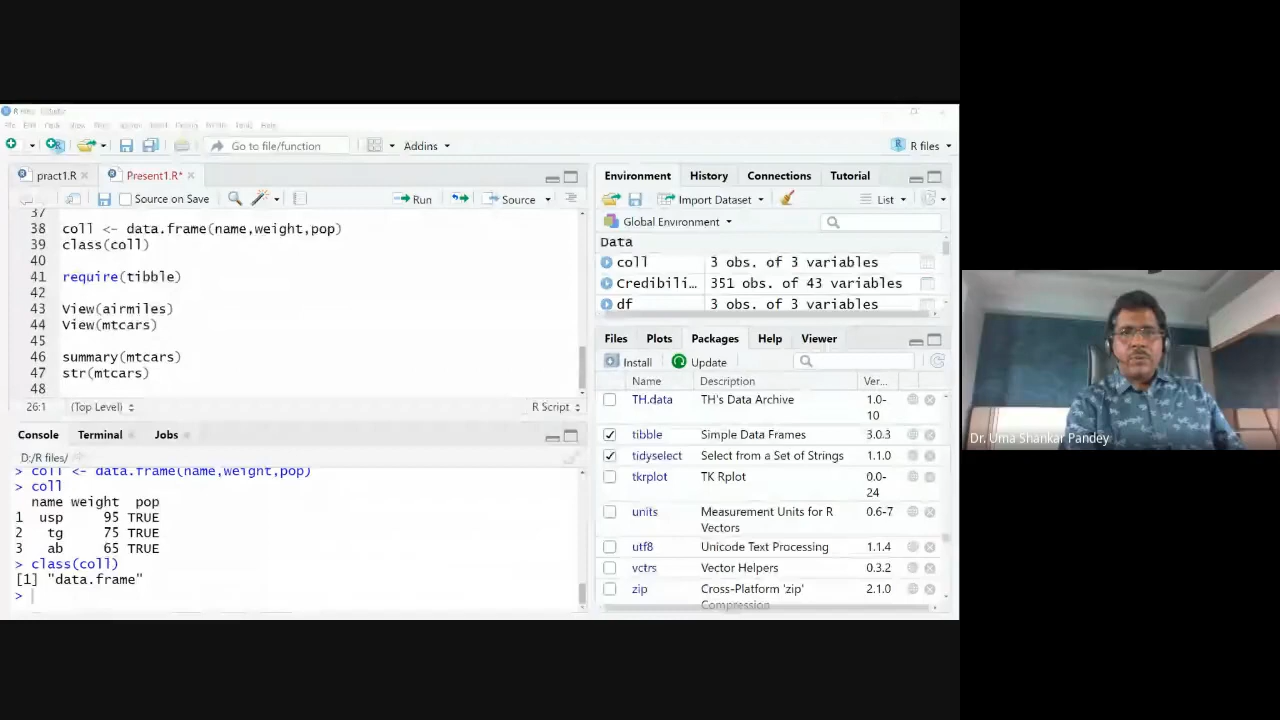 Go to file/function
Addins
R files
pract1.R
Present1.R*
Source on Save
Run
Source
37
38 coll <- data.frame(name,weight,pop)
39 class(coll)
40
41 require(tibble)
42
43 View(airmiles)
44 View(mtcars)
45
46 summary(mtcars)
47 str(mtcars)
48
26:1 (Top Level) R Script
Console Terminal Jobs
D:/R files/
> coll <- data.frame(name,weight,pop)
> coll
name weight pop
1 usp 95 TRUE
2 tg 75 TRUE
3 ab 65 TRUE
> class(coll)
[1] "data.frame"
>
Environment History Connections Tutorial
Import Dataset
List
Global Environment
Data
coll 3 obs. of 3 variables
Credibili... 351 obs. of 43 variables
df 3 obs. of 3 variables
Files Plots Packages Help Viewer
Install Update
Name Description Ver...
TH.data TH's Data Archive 1.0-
10
tibble Simple Data Frames 3.0.3
tidyselect Select from a Set of Strings 1.1.0
tkrplot TK Rplot 0.0-
24
units Measurement Units for R 0.6-7
Vectors
utf8 Unicode Text Processing 1.1.4
vctrs Vector Helpers 0.3.2
zip Cross-Platform 'zip' 2.1.0
Compression
Dr. Uma Shankar Pandey